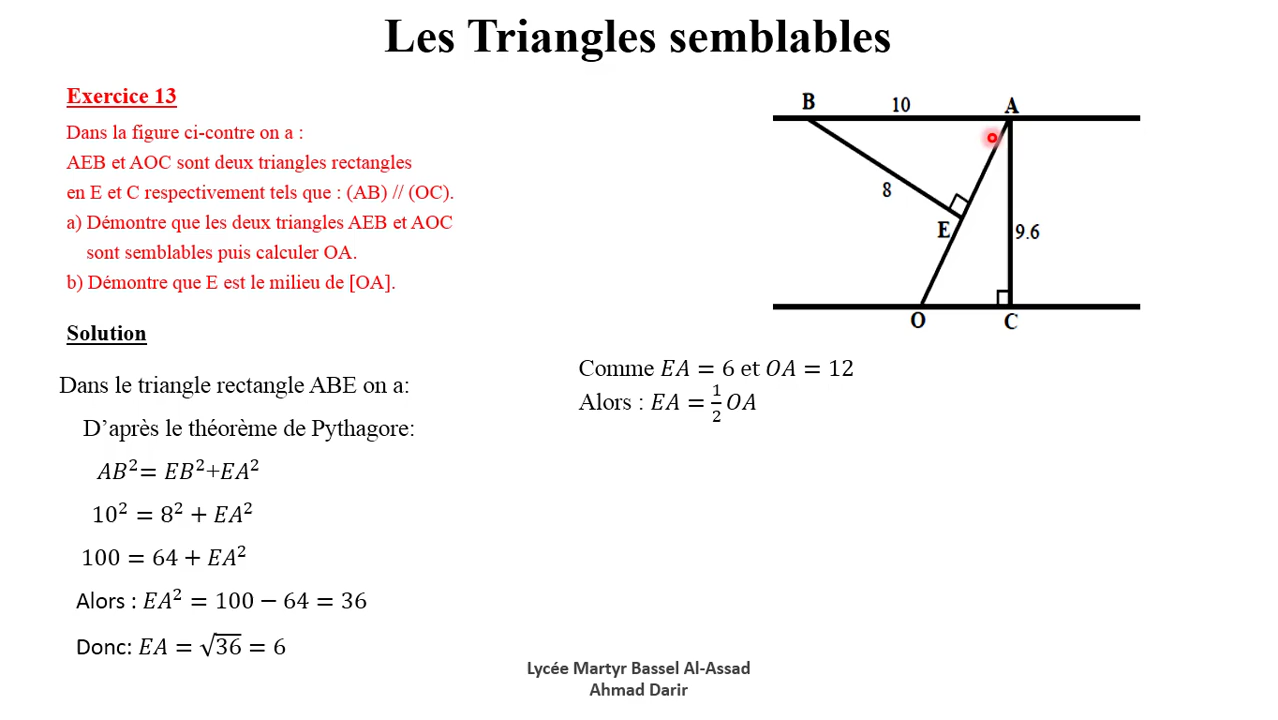 Les Triangles semblables
Exercice 13
Dans la figure ci-contre on a :
AEB et AOC sont deux triangles rectangles
en E et C respectivement tels que : (AB) // (OC).
a) Démontre que les deux triangles AEB et AOC
sont semblables puis calculer OA.
b) Démontre que E est le milieu de [OA].
B
10
A
8
E
9.6
O
C
Solution
Dans le triangle rectangle ABE on a:
D’après le théorème de Pythagore:
𝐴𝐵²= 𝐸𝐵²+𝐸𝐴²
10² = 8² + 𝐸𝐴²
100 = 64 + 𝐸𝐴²
Alors : 𝐸𝐴² = 100 − 64 = 36
Donc: 𝐸𝐴 = √36 = 6
Comme 𝐸𝐴 = 6 et 𝑂𝐴 = 12
Alors : 𝐸𝐴 = 1/2 𝑂𝐴
Lycée Martyr Bassel Al-Assad
Ahmad Darir